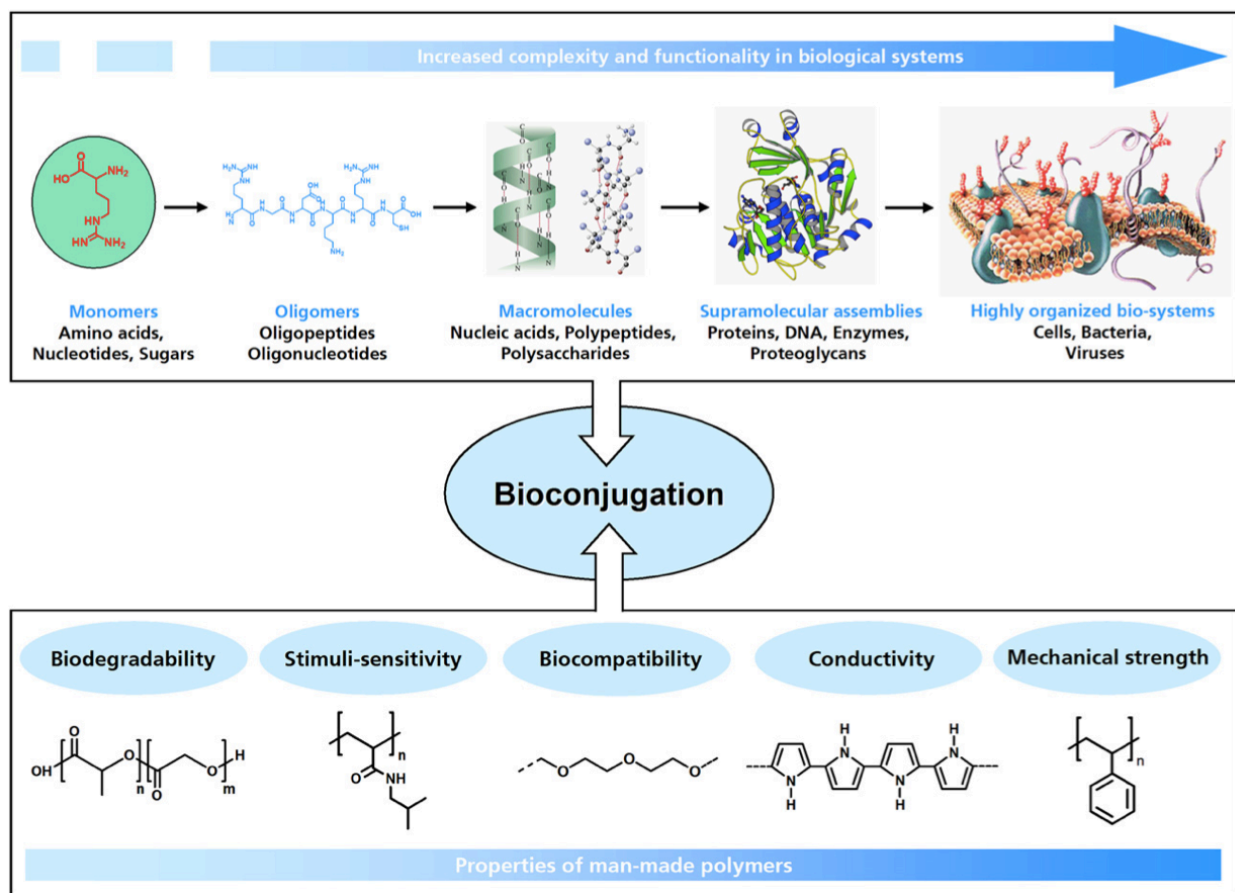 Increased complexity and functionality in biological systems
Monomers
Amino acids,
Nucleotides, Sugars
Oligomers
Oligopeptides
Oligonucleotides
Macromolecules
Nucleic acids, Polypeptides,
Polysaccharides
Supramolecular assemblies
Proteins, DNA, Enzymes,
Proteoglycans
Highly organized bio-systems
Cells, Bacteria,
Viruses
Bioconjugation
Biodegradability
Stimuli-sensitivity
Biocompatibility
Conductivity
Mechanical strength
Properties of man-made polymers